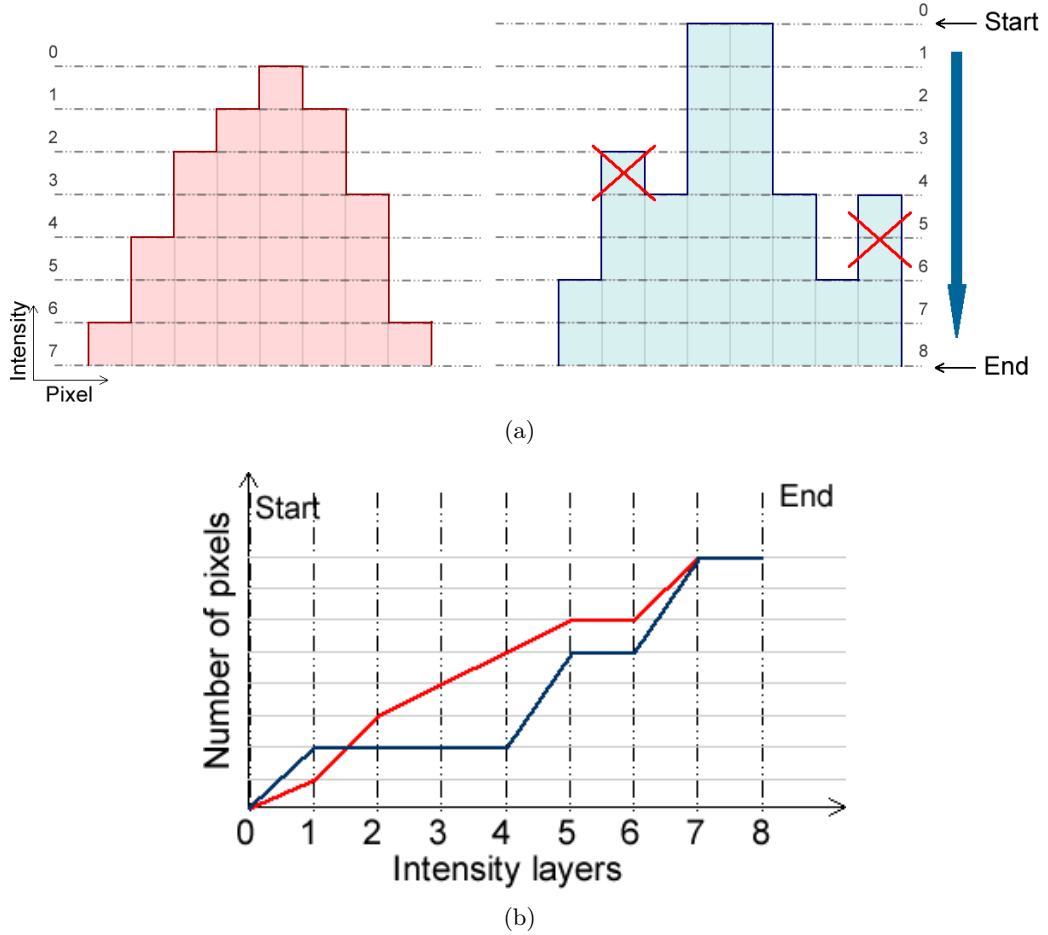 0
Start
0
1
1
2
2
3
3
4
4
5
5
6
6
7
7
8
End
Intensity
Pixel
(a)
Start
End
Number of pixels
0 1 2 3 4 5 6 7 8
Intensity layers
(b)